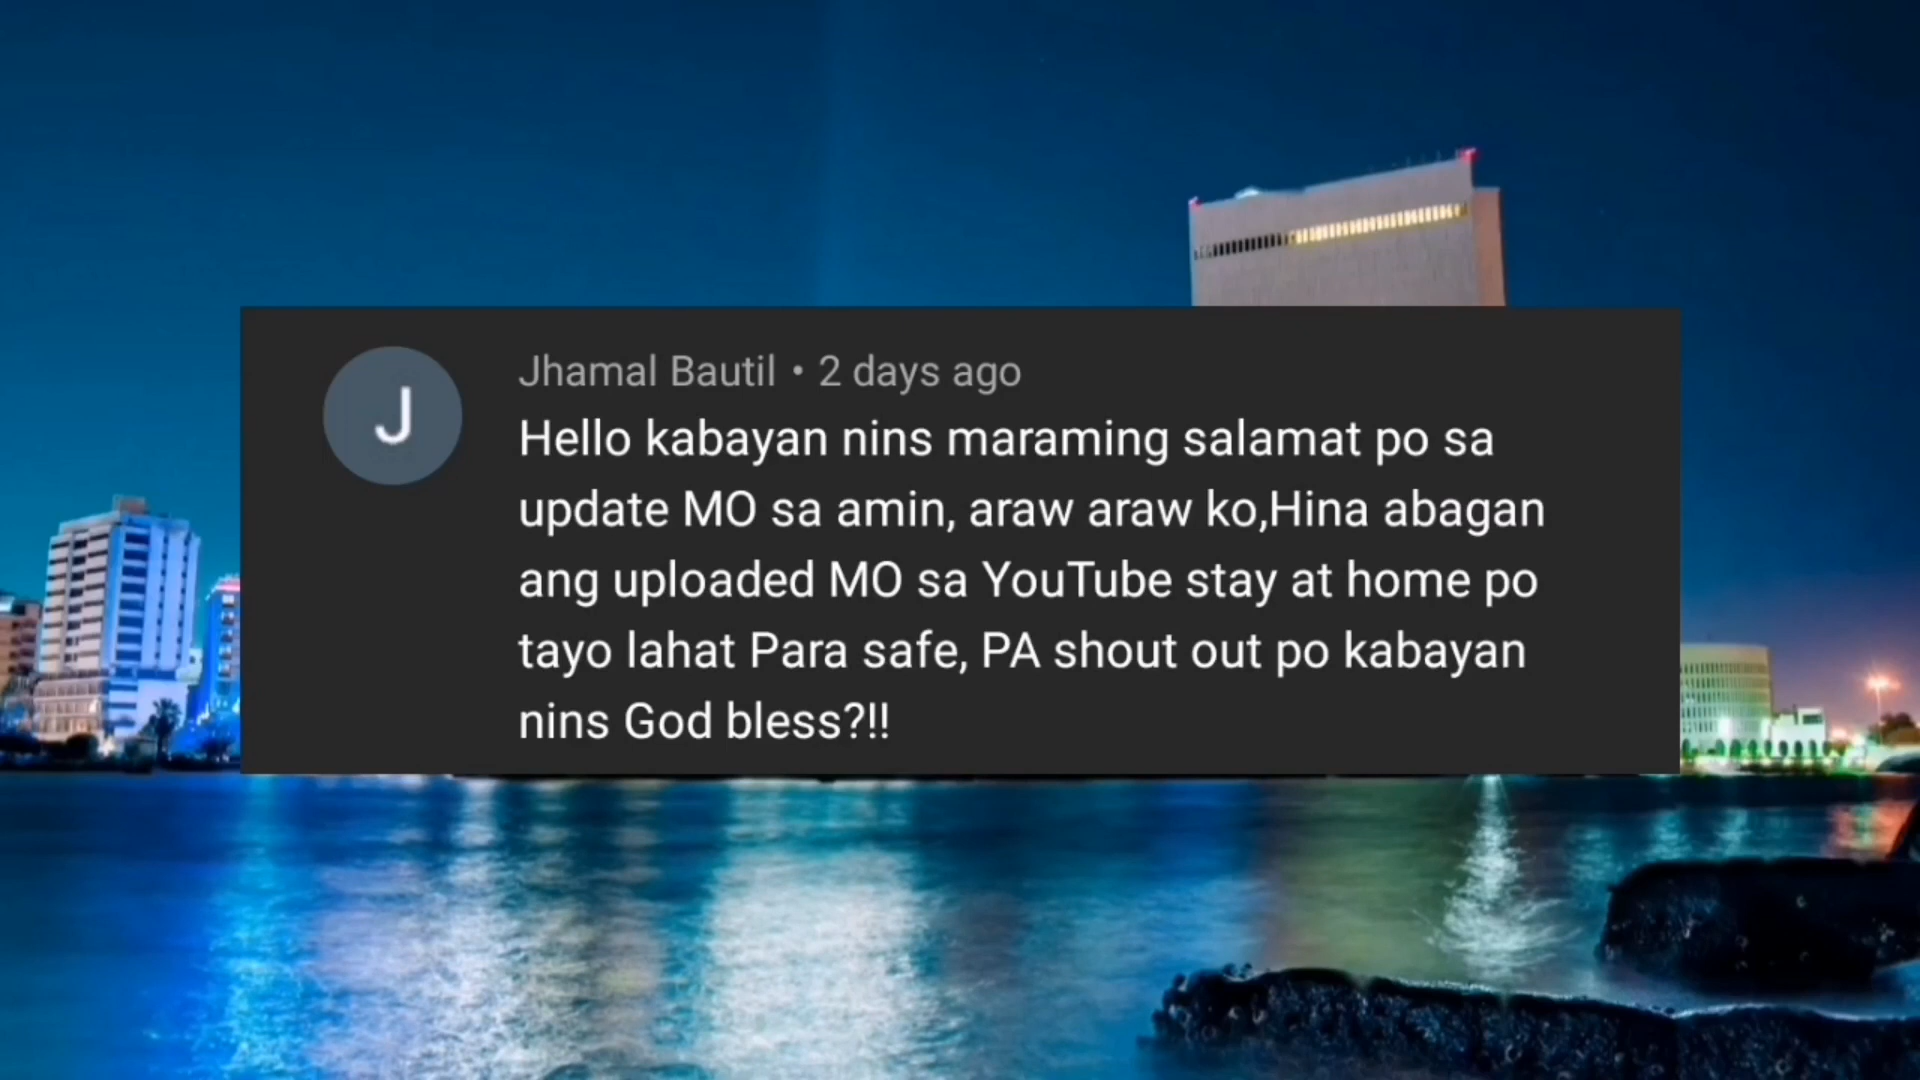 J
Jhamal Bautil • 2 days ago
Hello kabayan nins maraming salamat po sa
update MO sa amin, araw araw ko,Hina abagan
ang uploaded MO sa YouTube stay at home po
tayo lahat Para safe, PA shout out po kabayan
nins God bless?!!